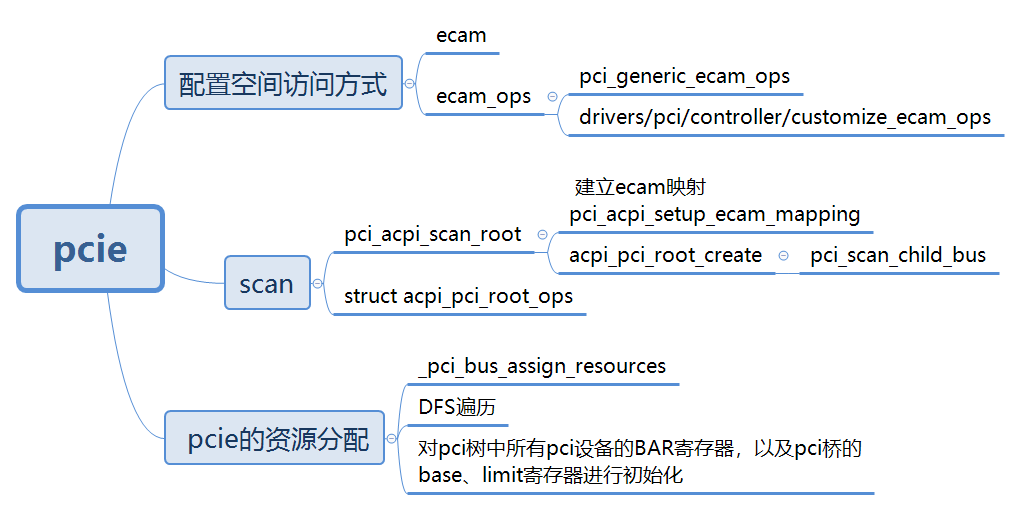 pcie
配置空间访问方式
ecam
ecam_ops
pci_generic_ecam_ops
drivers/pci/controller/customize_ecam_ops
scan
pci_acpi_scan_root
建立ecam映射
pci_acpi_setup_ecam_mapping
acpi_pci_root_create
pci_scan_child_bus
struct acpi_pci_root_ops
pcie的资源分配
_pci_bus_assign_resources
DFS遍历
对pci树中所有pci设备的BAR寄存器，以及pci桥的
base、limit寄存器进行初始化